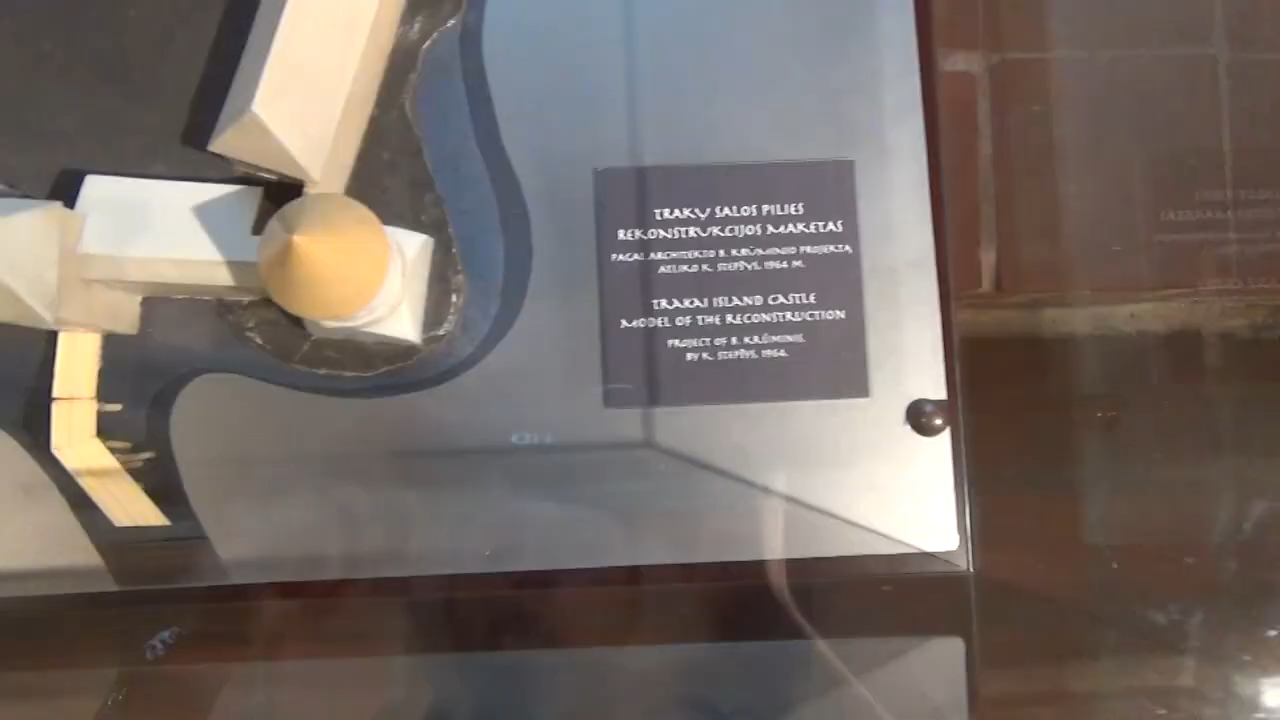 TRAKŲ SALOS PILIES
REKONSTRUKCIJOS MAKETAS
PAGAL ARCHITEKTO B. KRŪMINIO PROJEKTĄ
ATLIKO K. STEPŠYS, 1964 M.
TRAKAI ISLAND CASTLE
MODEL OF THE RECONSTRUCTION
PROJECT OF B. KRŪMINIS,
BY K. STEPŠYS, 1964.